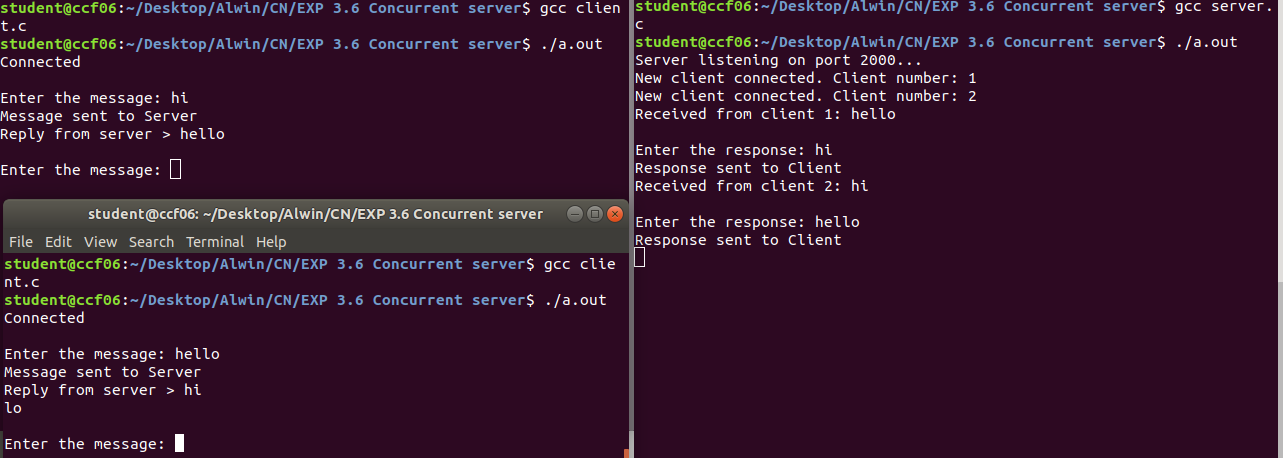 student@ccf06:~/Desktop/Alwin/CN/EXP 3.6 Concurrent server$ gcc clien
t.c
student@ccf06:~/Desktop/Alwin/CN/EXP 3.6 Concurrent server$ ./a.out
Connected
Enter the message: hi
Message sent to Server
Reply from server > hello
Enter the message:
student@ccf06: ~/Desktop/Alwin/CN/EXP 3.6 Concurrent server
File Edit View Search Terminal Help
student@ccf06:~/Desktop/Alwin/CN/EXP 3.6 Concurrent server$ gcc clie
nt.c
student@ccf06:~/Desktop/Alwin/CN/EXP 3.6 Concurrent server$ ./a.out
Connected
Enter the message: hello
Message sent to Server
Reply from server > hi
lo
Enter the message:
student@ccf06:~/Desktop/Alwin/CN/EXP 3.6 Concurrent server$ gcc server.
c
student@ccf06:~/Desktop/Alwin/CN/EXP 3.6 Concurrent server$ ./a.out
Server listening on port 2000...
New client connected. Client number: 1
New client connected. Client number: 2
Received from client 1: hello
Enter the response: hi
Response sent to Client
Received from client 2: hi
Enter the response: hello
Response sent to Client